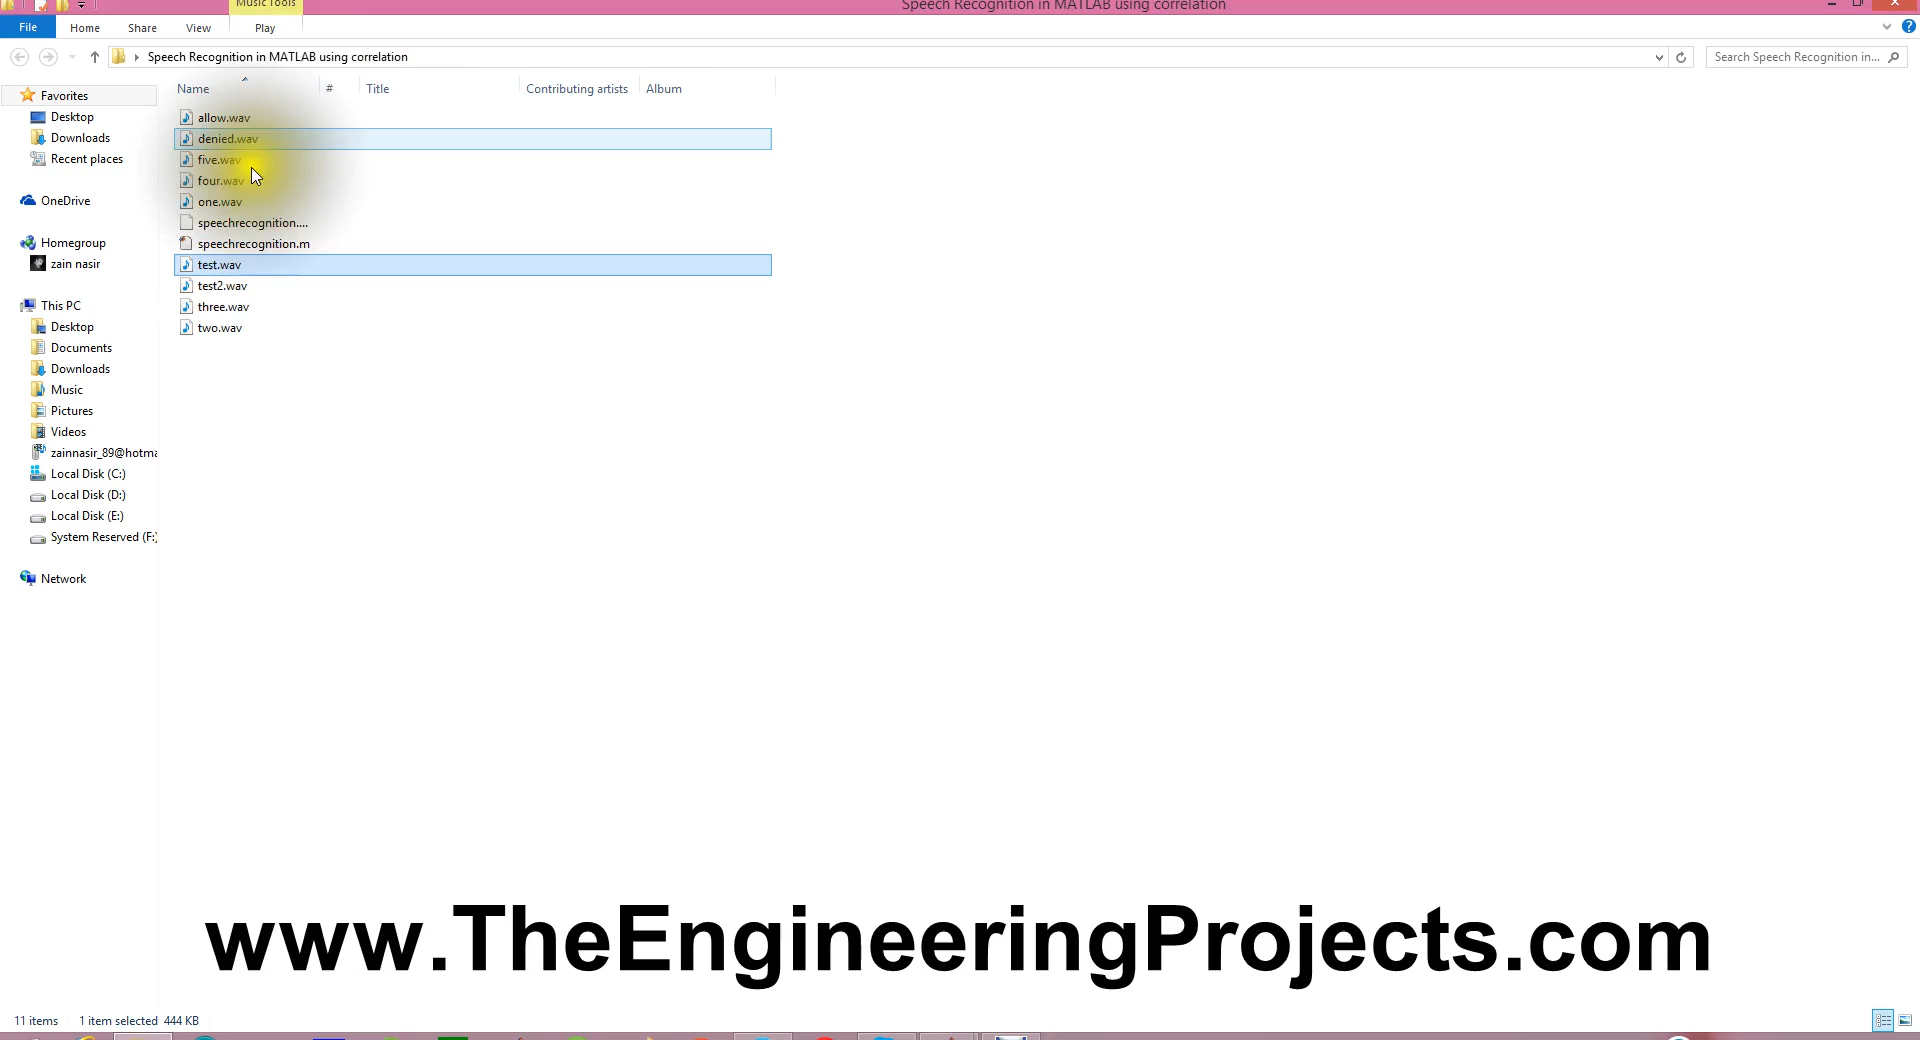 Music Tools
Speech Recognition in MATLAB using correlation
File Home Share View Play
Speech Recognition in MATLAB using correlation
Search Speech Recognition in...
Name # Title Contributing artists Album
Favorites
Desktop
Downloads
Recent places
OneDrive
Homegroup
zain nasir
This PC
Desktop
Documents
Downloads
Music
Pictures
Videos
zainnasir_89@hotma
Local Disk (C:)
Local Disk (D:)
Local Disk (E:)
System Reserved (F:)
Network
allow.wav
denied.wav
five.wav
four.wav
one.wav
speechrecognition....
speechrecognition.m
test.wav
test2.wav
three.wav
two.wav
www.TheEngineeringProjects.com
11 items 1 item selected 444 KB